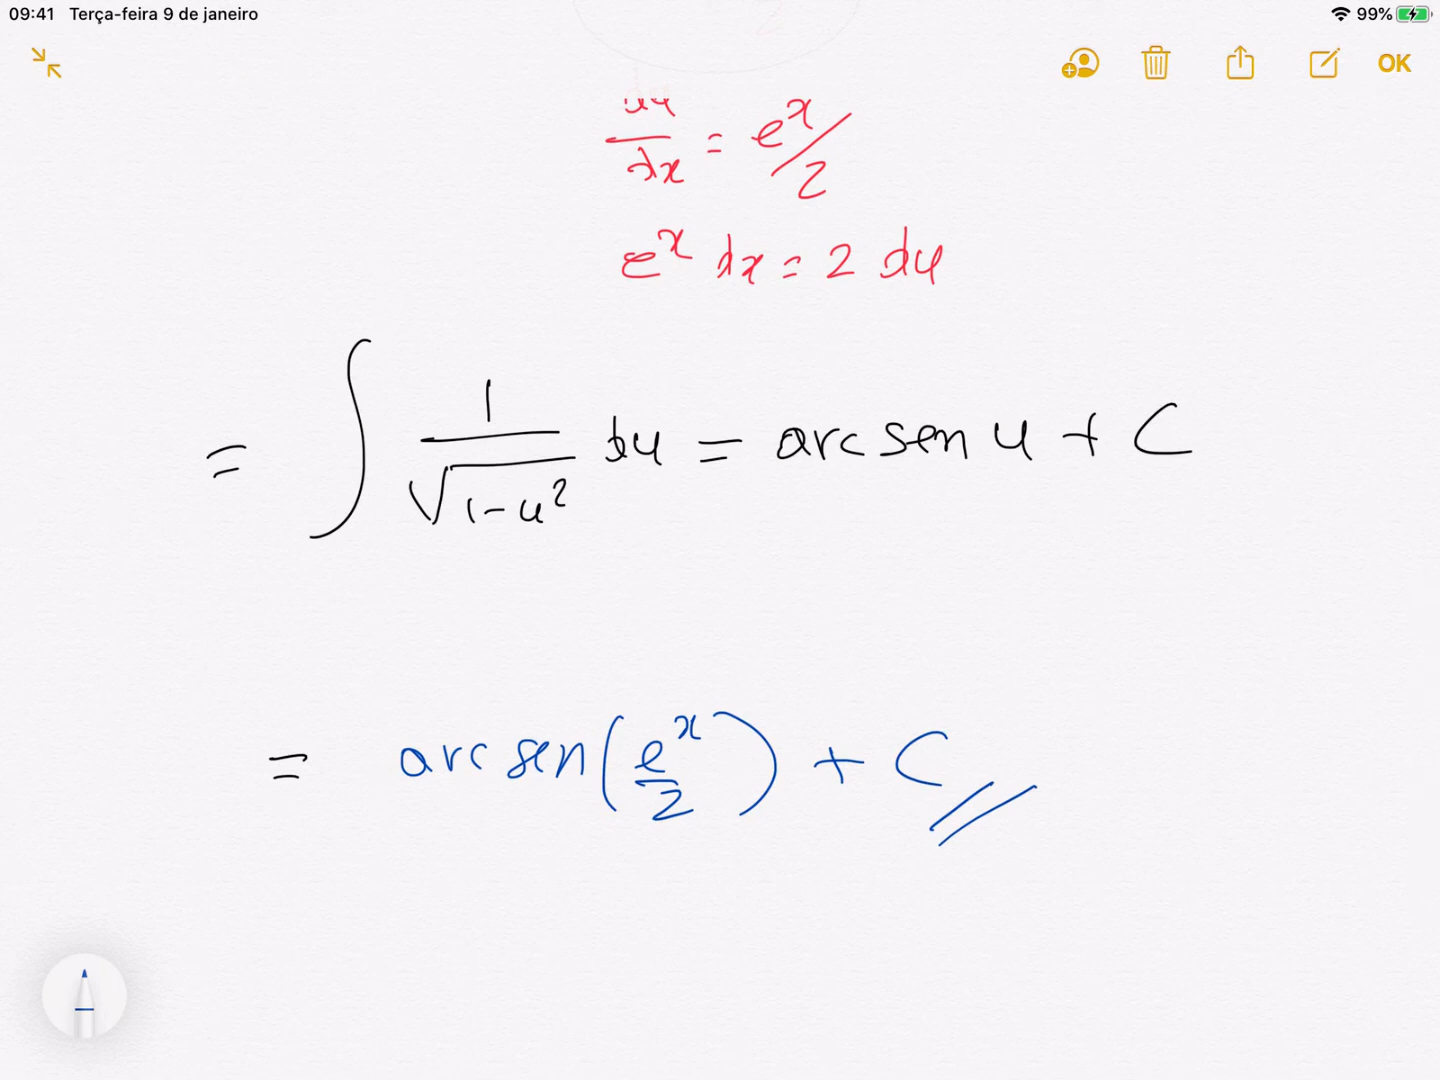 09:41 Terça-feira 9 de janeiro 99%
OK
du/dx = e^x/2
e^x dx = 2 du
= ∫ 1/√(1-u²) du = arc sen u + C
= arc sen(e^x/2) + C